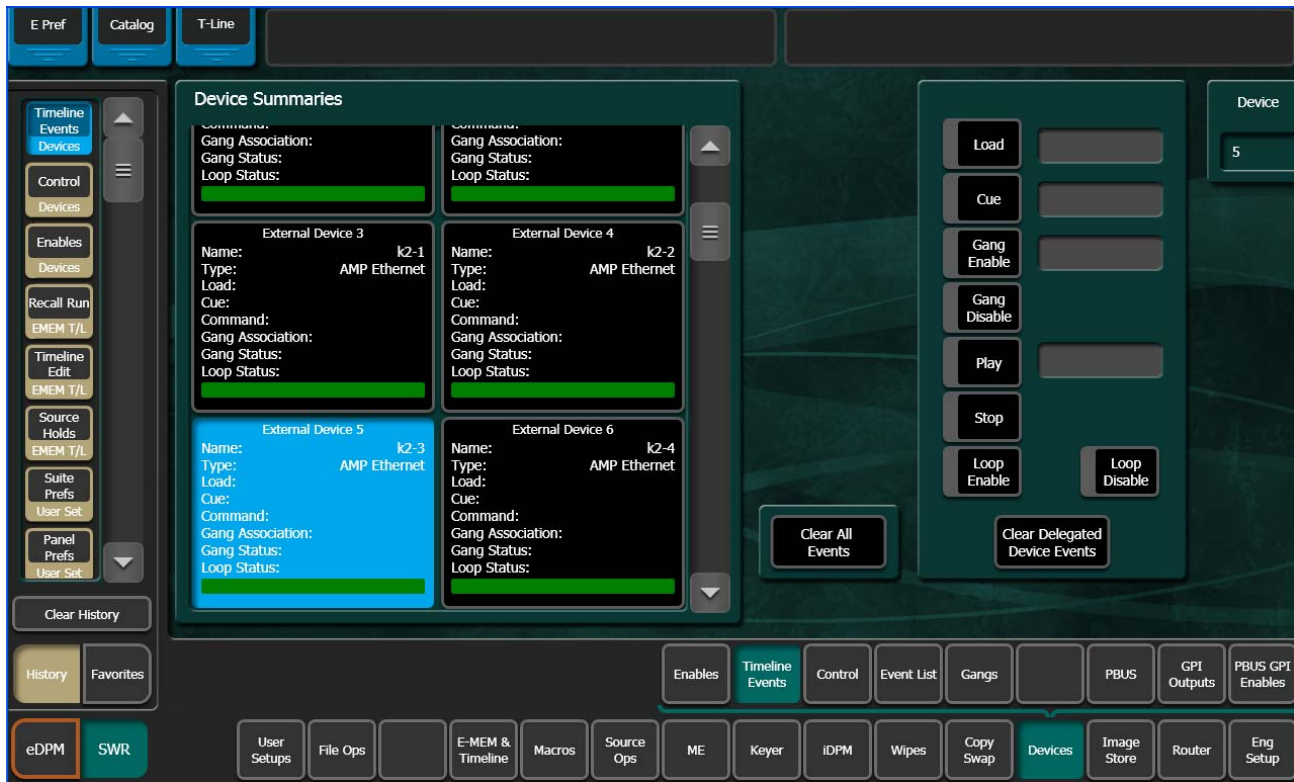 E Pref
Catalog
T-Line
Timeline
Events
Devices
Control
Devices
Enables
Devices
Recall Run
EMEM T/L
Timeline
Edit
EMEM T/L
Source
Holds
EMEM T/L
Suite
Prefs
User Set
Panel
Prefs
User Set
Clear History
History
Favorites
eDPM
SWR
Device Summaries
Command:
Gang Association:
Gang Status:
Loop Status:
Command:
Gang Association:
Gang Status:
Loop Status:
External Device 3
Name: k2-1
Type: AMP Ethernet
Load:
Cue:
Command:
Gang Association:
Gang Status:
Loop Status:
External Device 4
Name: k2-2
Type: AMP Ethernet
Load:
Cue:
Command:
Gang Association:
Gang Status:
Loop Status:
External Device 5
Name: k2-3
Type: AMP Ethernet
Load:
Cue:
Command:
Gang Association:
Gang Status:
Loop Status:
External Device 6
Name: k2-4
Type: AMP Ethernet
Load:
Cue:
Command:
Gang Association:
Gang Status:
Loop Status:
Clear All
Events
Load
Cue
Gang
Enable
Gang
Disable
Play
Stop
Loop
Enable
Loop
Disable
Clear Delegated
Device Events
Device
5
Enables
Timeline
Events
Control
Event List
Gangs
PBUS
GPI
Outputs
PBUS GPI
Enables
User
Setups
File Ops
E-MEM &
Timeline
Macros
Source
Ops
ME
Keyer
iDPM
Wipes
Copy
Swap
Devices
Image
Store
Router
Eng
Setup